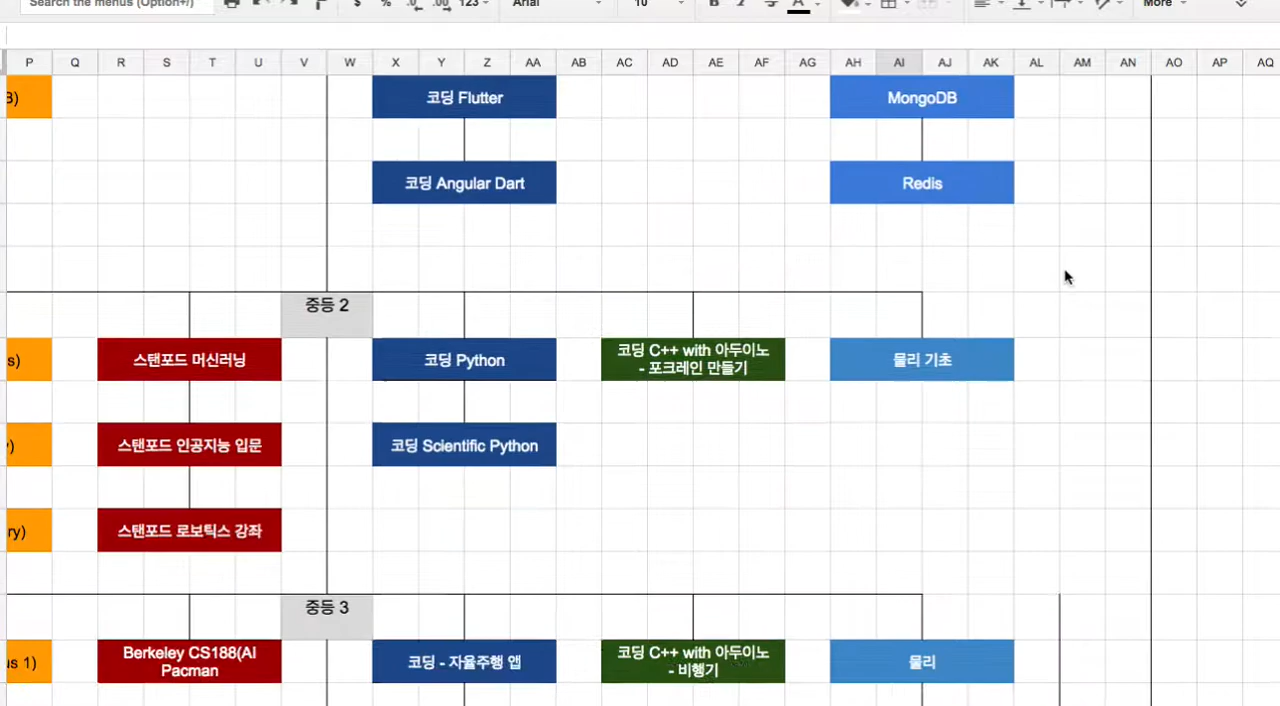 Search the menus (Option+/)
$ % .0 .00 123 Arial 10 B I S A More
P Q R S T U V W X Y Z AA AB AC AD AE AF AG AH AI AJ AK AL AM AN AO AP AQ
3) 코딩 Flutter MongoDB
코딩 Angular Dart Redis
중등 2
s) 스탠포드 머신러닝 코딩 Python 코딩 C++ with 아두이노
- 포크레인 만들기 물리 기초
) 스탠포드 인공지능 입문 코딩 Scientific Python
ry) 스탠포드 로보틱스 강좌
중등 3
us 1) Berkeley CS188(AI
Pacman 코딩 - 자율주행 앱 코딩 C++ with 아두이노
- 비행기 물리